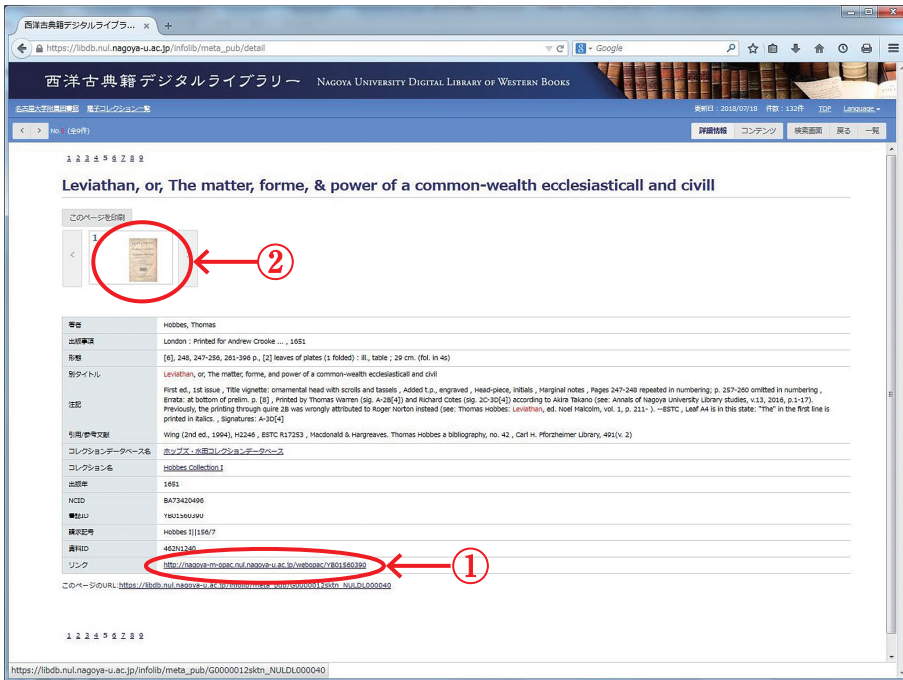 西洋古典籍デジタルライブラ... × +
https://libdb.nul.nagoya-u.ac.jp/infolib/meta_pub/detail
Google
西洋古典籍デジタルライブラリー NAGOYA UNIVERSITY DIGITAL LIBRARY OF WESTERN BOOKS
名古屋大学附属図書館 電子コレクション一覧 更新日 : 2018/07/18 件数 : 132件 TOP Language
< > No. (全9件) 詳細情報 コンテンツ 検索画面 戻る 一覧
1 2 3 4 5 6 7 8 9
Leviathan, or, The matter, forme, & power of a common-wealth ecclesiasticall and civill
このページを印刷
< 1
②
著者 Hobbes, Thomas
出版事項 London : Printed for Andrew Crooke ... , 1651
形態 [6], 248, 247-256, 261-396 p., [2] leaves of plates (1 folded) : ill., table ; 29 cm. (fol. in 4s)
別タイトル Leviathan, or, The matter, forme, and power of a common-wealth ecclesiasticall and civil
注記 First ed., 1st issue , Title vignette: ornamental head with scrolls and tassels , Added t.p., engraved , Head-piece, initials , Marginal notes , Pages 247-248 repeated in numbering; p. 257-260 omitted in numbering ,
Errata: at bottom of prelim. p. [8] , Printed by Thomas Warren (sig. A-2B[4]) and Richard Cotes (sig. 2C-3D[4]) according to Akira Takano (see: Annals of Nagoya University Library studies, v.13, 2016, p.1-17).
Previously, the printing through quire 2B was wrongly attributed to Roger Norton instead (see: Thomas Hobbes: Leviathan, ed. Noel Malcolm, vol. 1, p. 211- ). --ESTC , Leaf A4 is in this state: "The" in the first line is
printed in italics. , Signatures: A-3D[4]
引用/参考文献 Wing (2nd ed., 1994), H2246 , ESTC R17253 , Macdonald & Hargreaves. Thomas Hobbes a bibliography, no. 42 , Carl H. Pforzheimer Library, 491(v. 2)
コレクションデータベース名 ホッブズ・水田コレクションデータベース
コレクション名 Hobbes Collection I
出版年 1651
NCID BA73420496
書誌ID YB01560390
請求記号 Hobbes I||156/7
資料ID 462N1240
リンク http://nagoya-m-opac.nul.nagoya-u.ac.jp/webopac/YB01560390
①
このページのURL:https://libdb.nul.nagoya-u.ac.jp/infolib/meta_pub/G0000012sktn_NULDL000040
1 2 3 4 5 6 7 8 9
https://libdb.nul.nagoya-u.ac.jp/infolib/meta_pub/G0000012sktn_NULDL000040